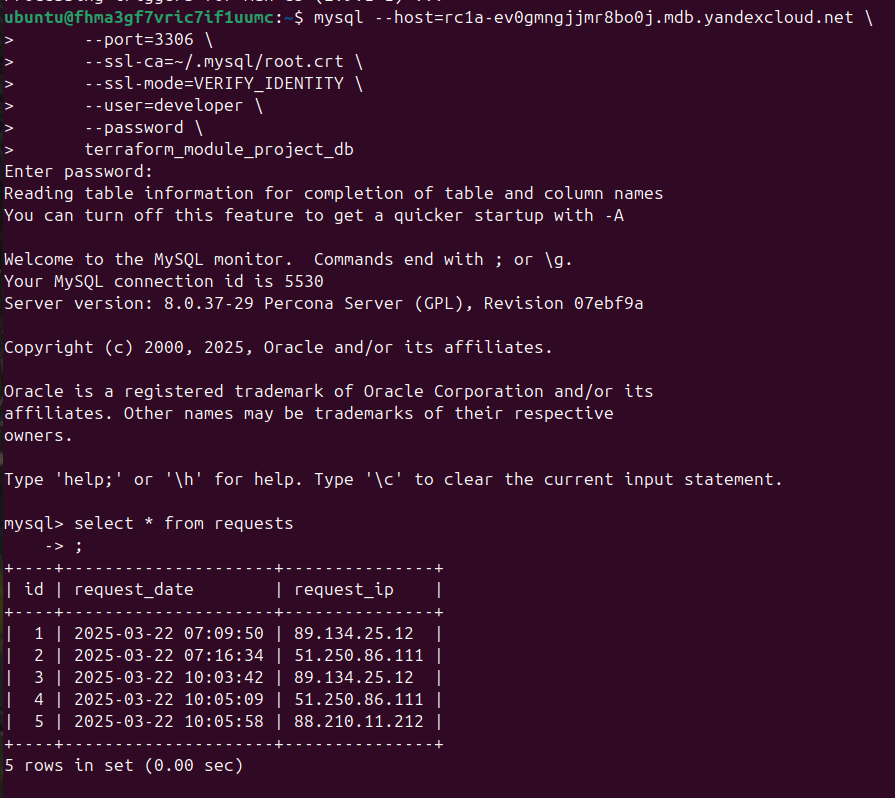 ubuntu@fhma3gf7vric7if1uumc:~$ mysql --host=rc1a-ev0gmngjjmr8bo0j.mdb.yandexcloud.net \
>       --port=3306 \
>       --ssl-ca=~/.mysql/root.crt \
>       --ssl-mode=VERIFY_IDENTITY \
>       --user=developer \
>       --password \
>       terraform_module_project_db
Enter password:
Reading table information for completion of table and column names
You can turn off this feature to get a quicker startup with -A

Welcome to the MySQL monitor.  Commands end with ; or \g.
Your MySQL connection id is 5530
Server version: 8.0.37-29 Percona Server (GPL), Revision 07ebf9a

Copyright (c) 2000, 2025, Oracle and/or its affiliates.

Oracle is a registered trademark of Oracle Corporation and/or its
affiliates. Other names may be trademarks of their respective
owners.

Type 'help;' or '\h' for help. Type '\c' to clear the current input statement.

mysql> select * from requests
    -> ;
+----+---------------------+---------------+
| id | request_date        | request_ip    |
+----+---------------------+---------------+
|  1 | 2025-03-22 07:09:50 | 89.134.25.12  |
|  2 | 2025-03-22 07:16:34 | 51.250.86.111 |
|  3 | 2025-03-22 10:03:42 | 89.134.25.12  |
|  4 | 2025-03-22 10:05:09 | 51.250.86.111 |
|  5 | 2025-03-22 10:05:58 | 88.210.11.212 |
+----+---------------------+---------------+
5 rows in set (0.00 sec)